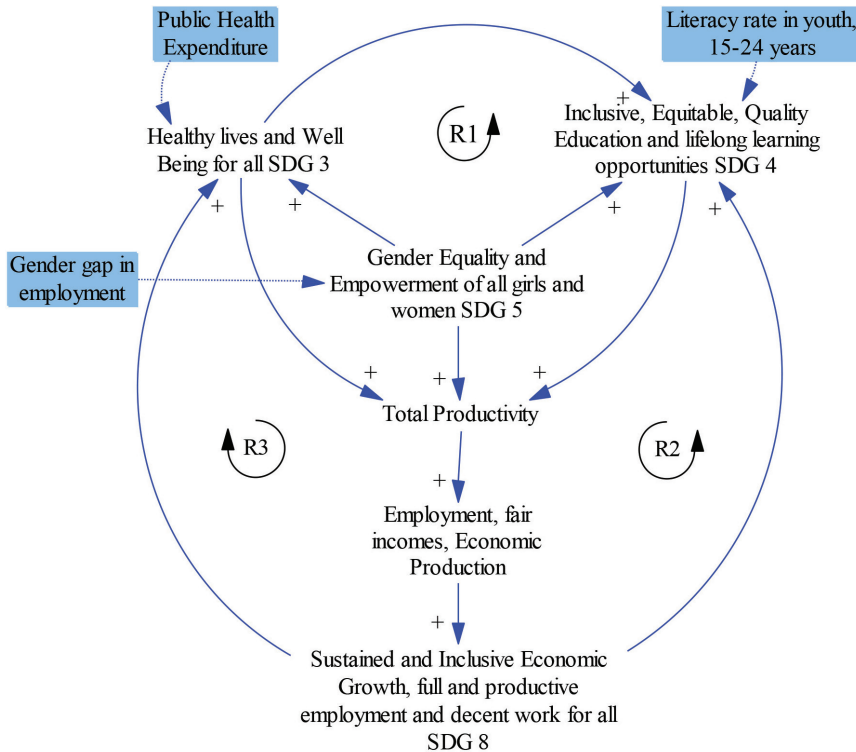 Public Health
Expenditure
Literacy rate in youth,
15-24 years
+
+
+
R1
Healthy lives and Well
Being for all SDG 3
Inclusive, Equitable, Quality
Education and lifelong learning
opportunities SDG 4
+
+
+
+
Gender gap in
employment
Gender Equality and
Empowerment of all girls and
women SDG 5
+
+
+
Total Productivity
R3
R2
+
Employment, fair
incomes, Economic
Production
+
Sustained and Inclusive Economic
Growth, full and productive
employment and decent work for all
SDG 8